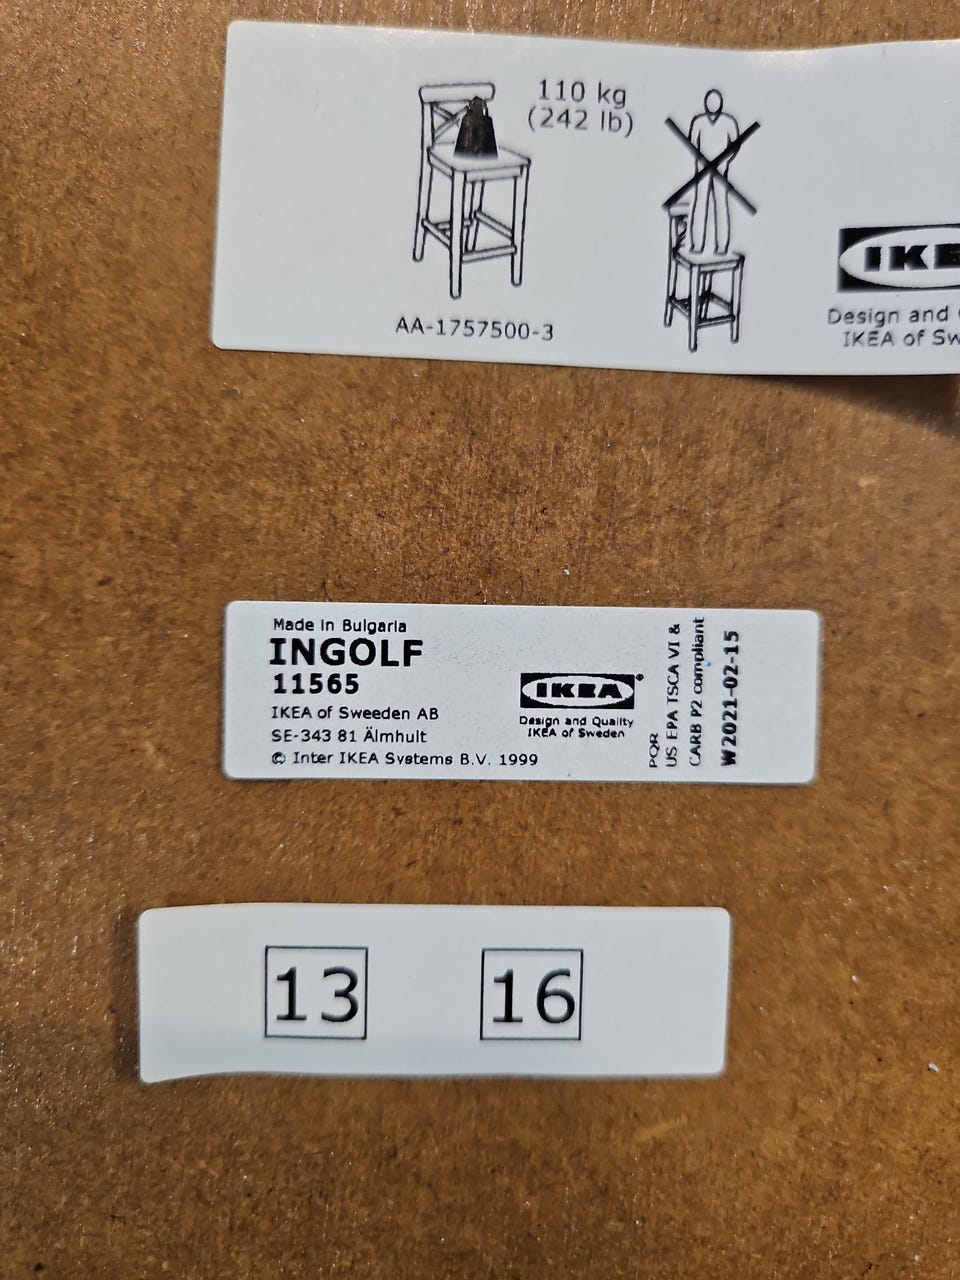 110 kg
(242 lb)
AA-1757500-3
IKE
Design and
IKEA of Sw
Made in Bulgaria
INGOLF
11565
IKEA of Sweeden AB
SE-343 81 Älmhult
© Inter IKEA Systems B.V. 1999
IKEA®
Design and Quality
IKEA of Sweden
PQR
US EPA TSCA VI &
CARB P2 compliant
W2021-02-15
13 16